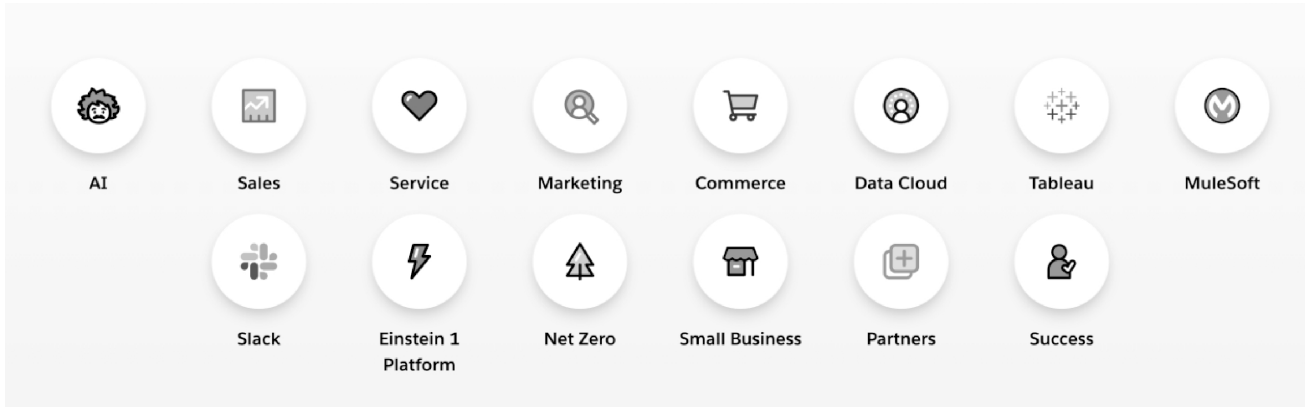 AI
Sales
Service
Marketing
Commerce
Data Cloud
Tableau
MuleSoft
Slack
Einstein 1
Platform
Net Zero
Small Business
Partners
Success